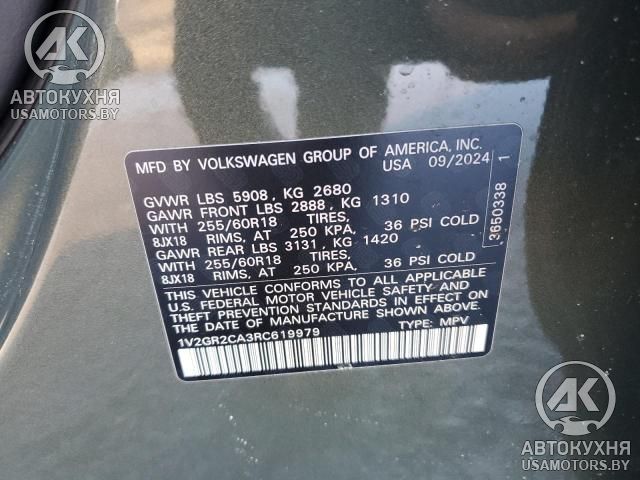 AK
АВТОКУХНЯ
USAMOTORS.BY
MFD BY VOLKSWAGEN GROUP OF AMERICA, INC.
USA 09/2024
GVWR LBS 5908, KG 2680
GAWR FRONT LBS 2888, KG 1310
WITH 255/60R18 TIRES,
8JX18 RIMS, AT 250 KPA, 36 PSI COLD
GAWR REAR LBS 3131, KG 1420
WITH 255/60R18 TIRES,
8JX18 RIMS, AT 250 KPA, 36 PSI COLD
THIS VEHICLE CONFORMS TO ALL APPLICABLE
U.S. FEDERAL MOTOR VEHICLE SAFETY AND
THEFT PREVENTION STANDARDS IN EFFECT ON
THE DATE OF MANUFACTURE SHOWN ABOVE.
1V2GR2CA3RC619979 TYPE: MPV
3650338 1
AK
АВТОКУХНЯ
USAMOTORS.BY